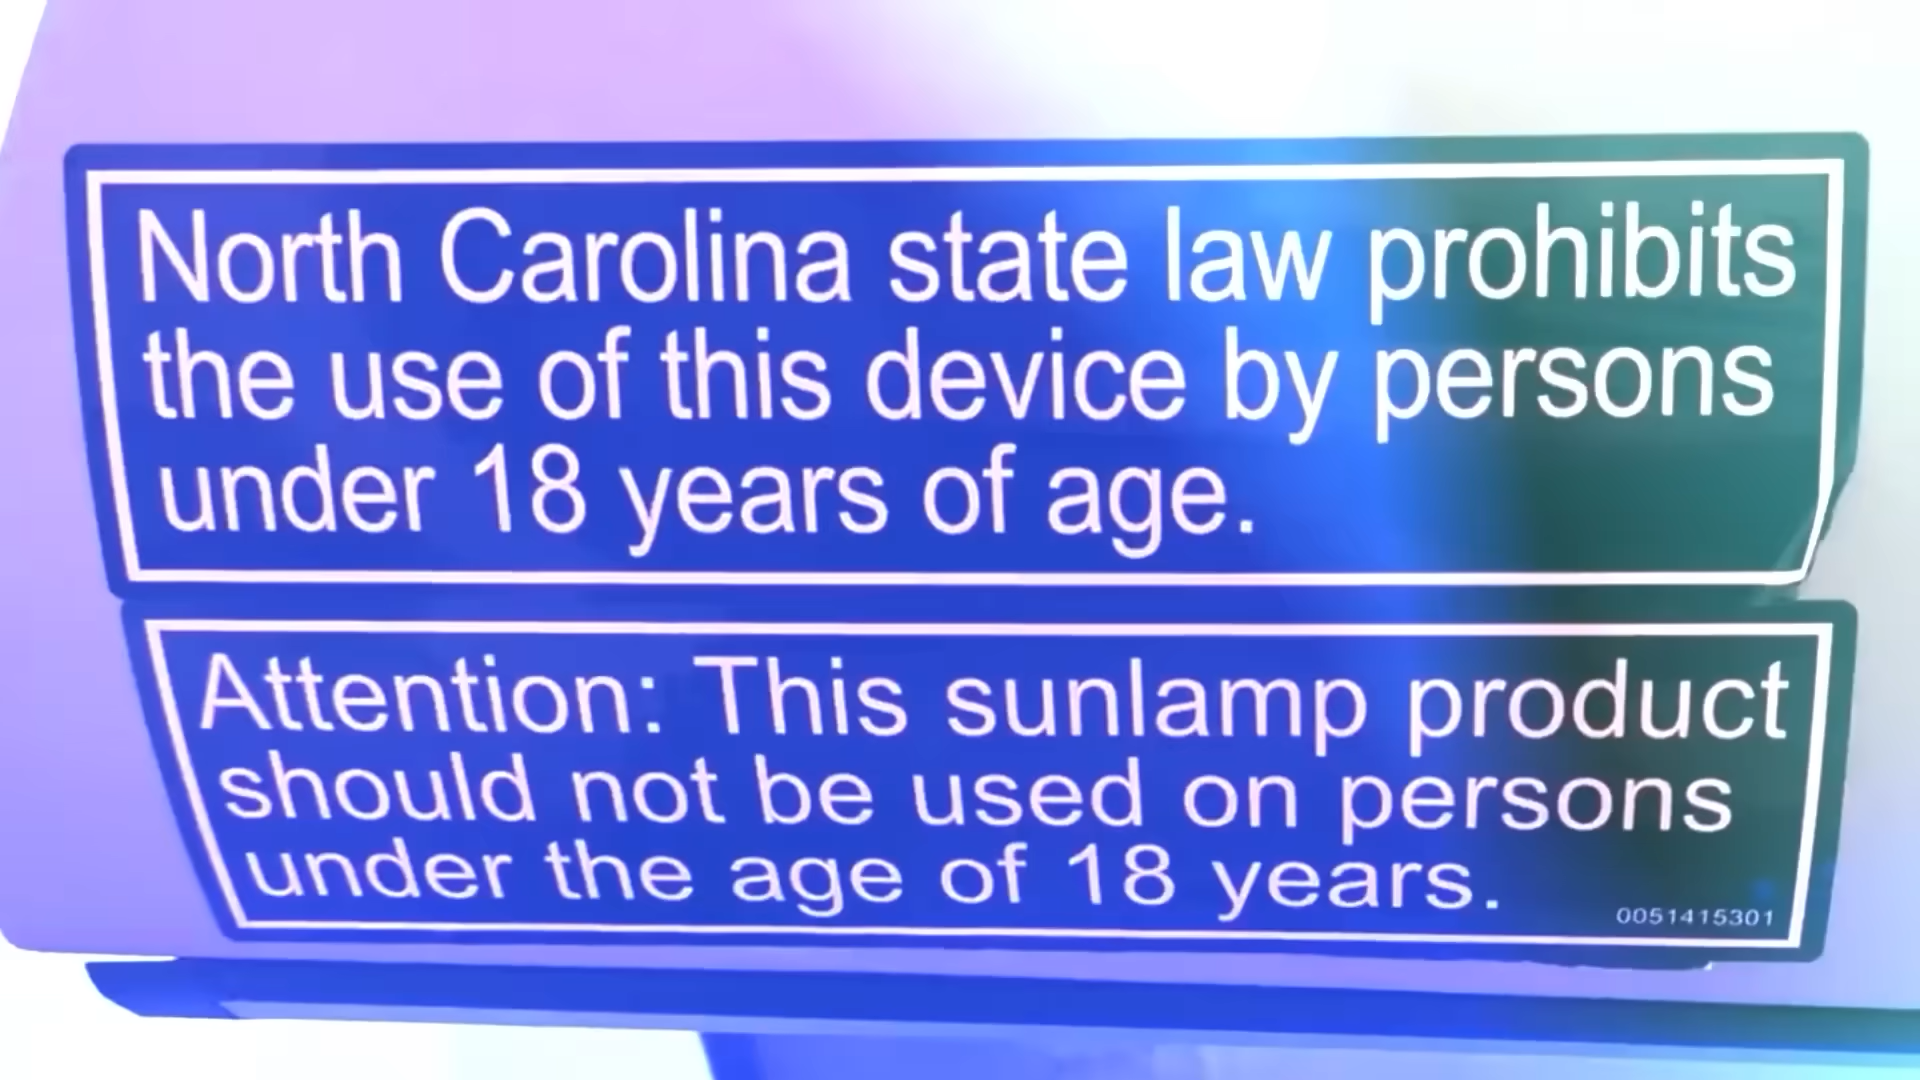 North Carolina state law prohibits
the use of this device by persons
under 18 years of age.
Attention: This sunlamp product
should not be used on persons
under the age of 18 years.
0051415301